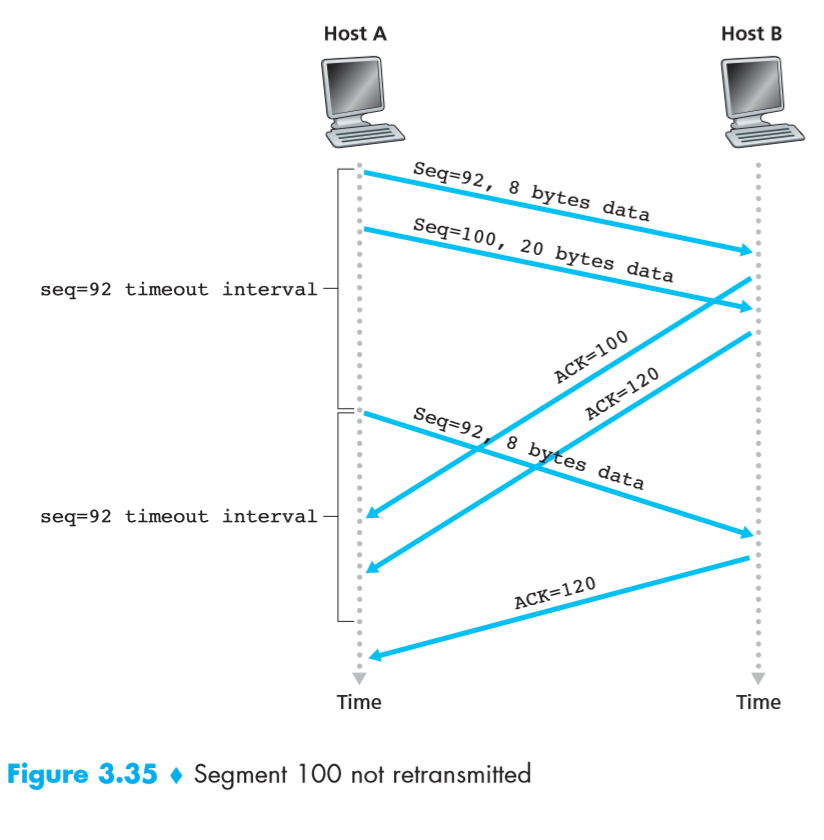 Host A
Host B
Seq=92, 8 bytes data
Seq=100, 20 bytes data
seq=92 timeout interval
ACK=100
ACK=120
Seq=92, 8 bytes data
seq=92 timeout interval
ACK=120
Time
Time
Figure 3.35 ♦ Segment 100 not retransmitted